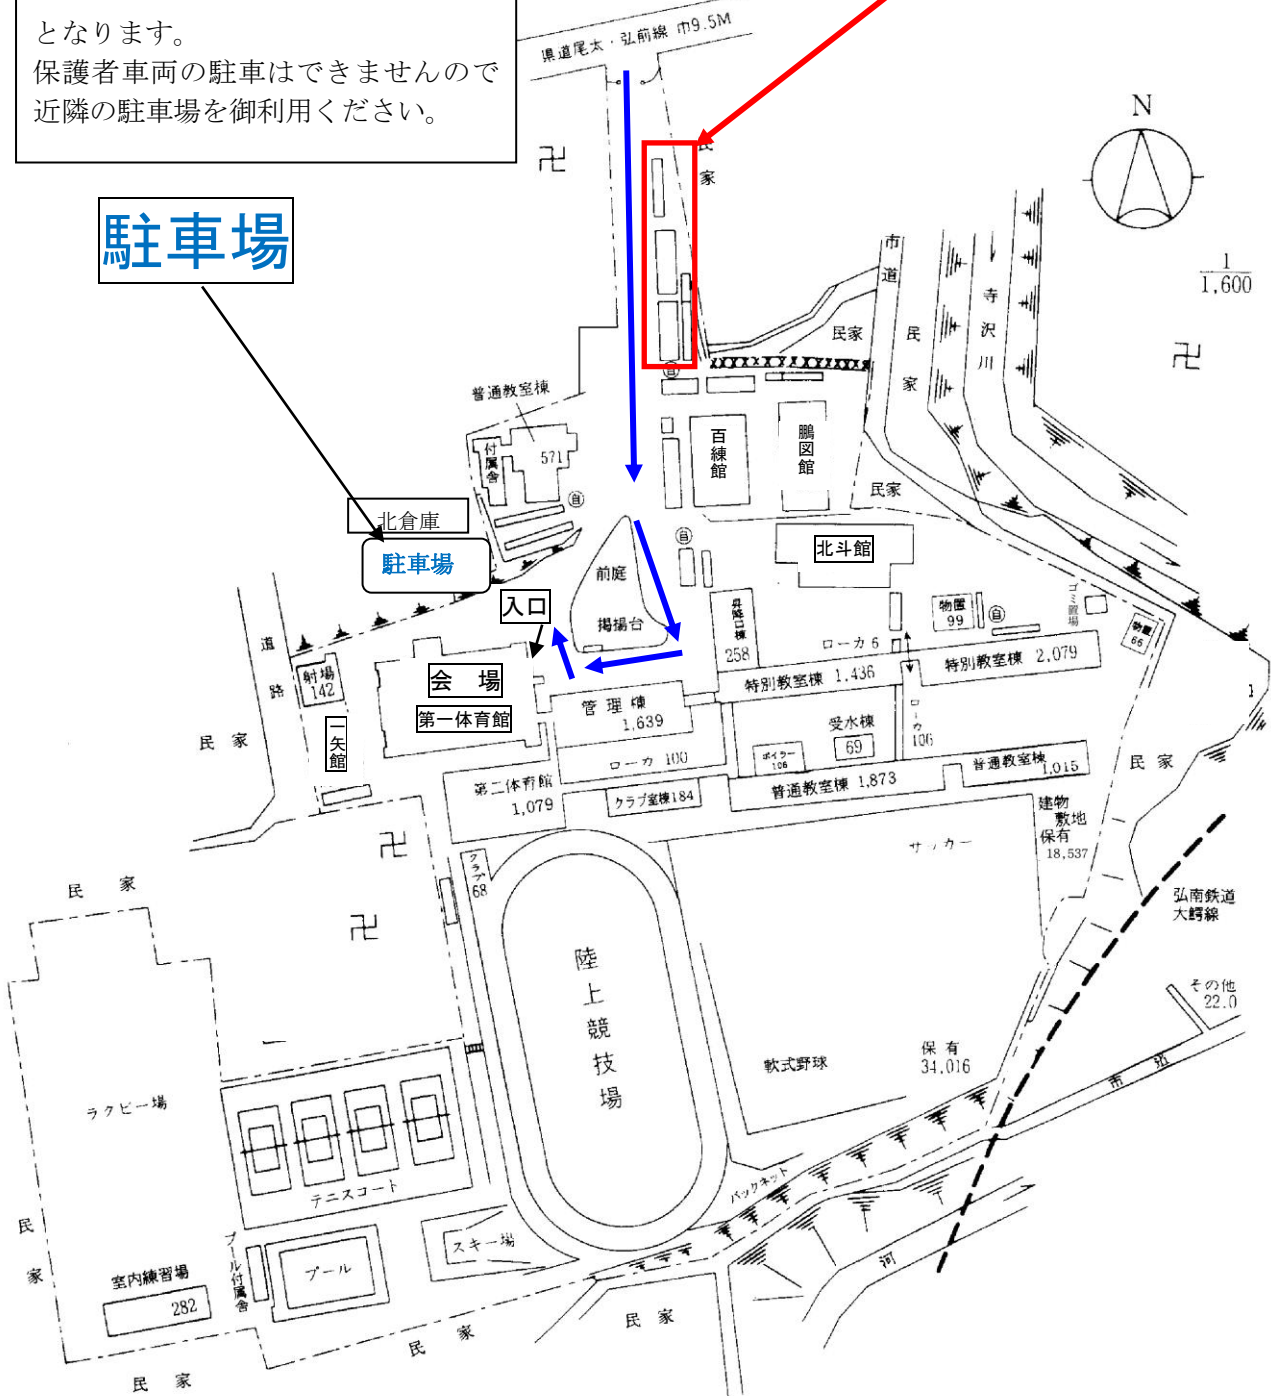 となります。
保護者車両の駐車はできませんので
近隣の駐車場を御利用ください。
県道尾太・弘前線 巾9.5M
N
1
1,600
駐車場
民家
市道
寺沢川
民家
民家
民家
普通教室棟
571
付属舎
自
自
自
自
百練館
鵬図館
北斗館
北倉庫
駐車場
入口
前庭
掲揚台
昇降口棟
258
ローカ 6
物置
99
ゴミ置場
物置
66
特別教室棟 1,436
特別教室棟 2,079
道路
射場
142
一矢館
会 場
第一体育館
管理棟
1,639
ローカ 100
受水棟
69
ボイラー
106
ローカ
106
民家
民家
第二体育館
1,079
クラブ室棟184
普通教室棟 1,873
普通教室棟
1,015
建物
敷地
保有
18,537
サッカー
クラブ
68
弘南鉄道
大鰐線
その他
22.0
民家
陸上競技場
軟式野球
保有
34,016
市道
ラグビー場
テニスコート
バックネット
スキー場
プール
プール付属舎
室内練習場
282
河
民家
民家
民家
民家